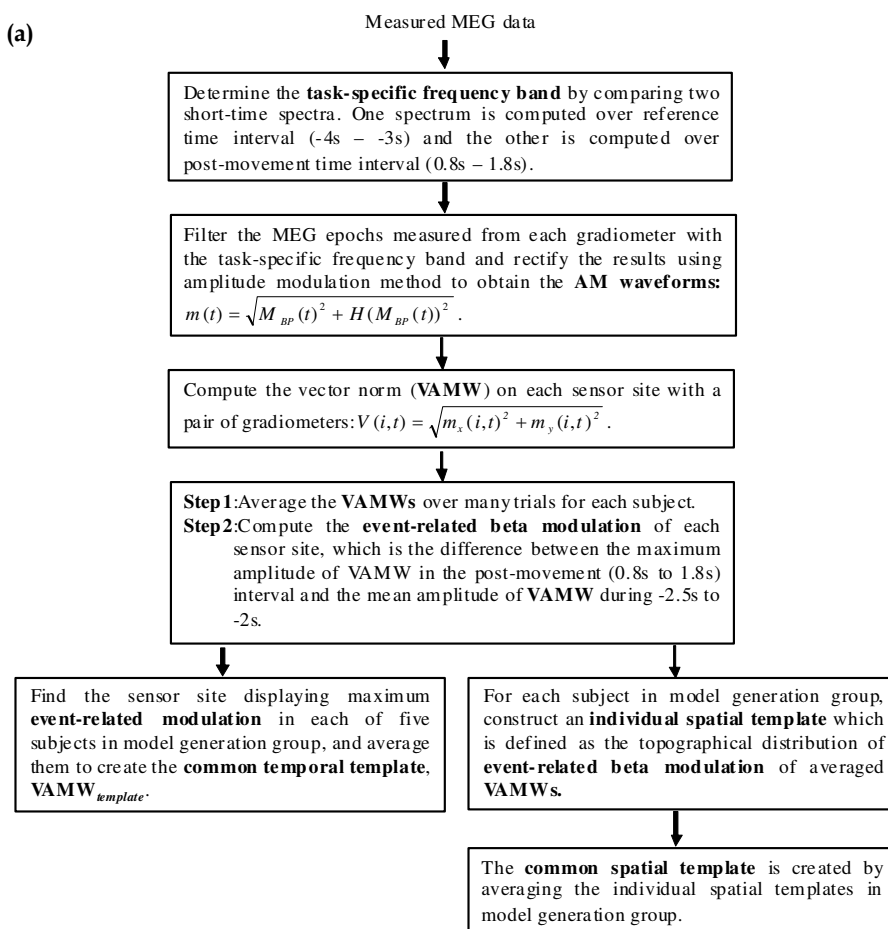 (a)
Measured MEG data
Determine the task-specific frequency band by comparing two
short-time spectra. One spectrum is computed over reference
time interval (-4s – -3s) and the other is computed over
post-movement time interval (0.8s – 1.8s).
Filter the MEG epochs measured from each gradiometer with
the task-specific frequency band and rectify the results using
amplitude modulation method to obtain the AM waveforms:
m(t) = √(M_BP(t)² + H(M_BP(t))²) .
Compute the vector norm (VAMW) on each sensor site with a
pair of gradiometers: V(i,t) = √(m_x(i,t)² + m_y(i,t)²) .
Step1:Average the VAMWs over many trials for each subject.
Step2:Compute the event-related beta modulation of each
sensor site, which is the difference between the maximum
amplitude of VAMW in the post-movement (0.8s to 1.8s)
interval and the mean amplitude of VAMW during -2.5s to
-2s.
Find the sensor site displaying maximum
event-related modulation in each of five
subjects in model generation group, and average
them to create the common temporal template,
VAMW_template.
For each subject in model generation group,
construct an individual spatial template which
is defined as the topographical distribution of
event-related beta modulation of averaged
VAMWs.
The common spatial template is created by
averaging the individual spatial templates in
model generation group.